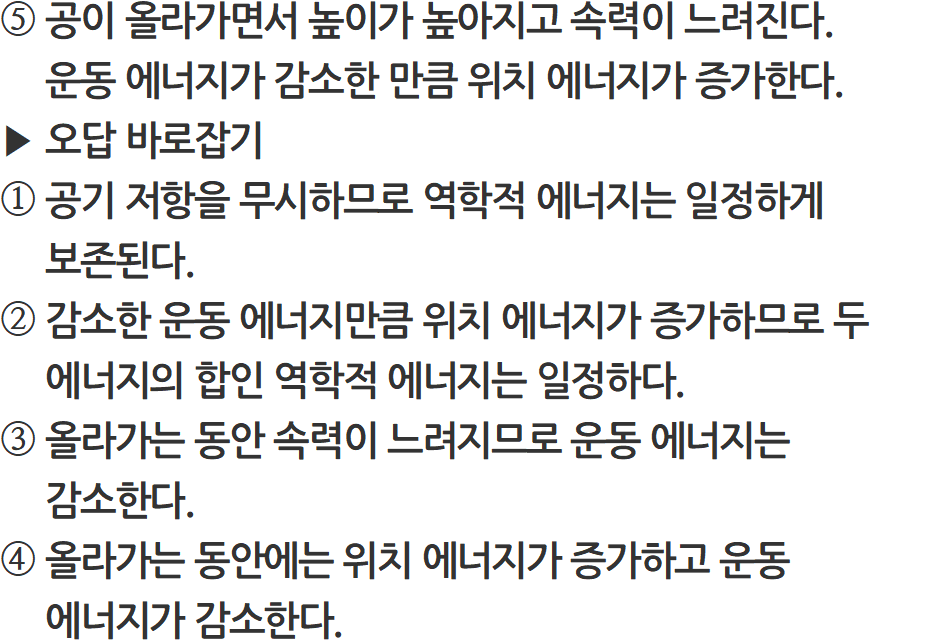 ⑤ 공이 올라가면서 높이가 높아지고 속력이 느려진다.
운동 에너지가 감소한 만큼 위치 에너지가 증가한다.
▶ 오답 바로잡기
① 공기 저항을 무시하므로 역학적 에너지는 일정하게
보존된다.
② 감소한 운동 에너지만큼 위치 에너지가 증가하므로 두
에너지의 합인 역학적 에너지는 일정하다.
③ 올라가는 동안 속력이 느려지므로 운동 에너지는
감소한다.
④ 올라가는 동안에는 위치 에너지가 증가하고 운동
에너지가 감소한다.